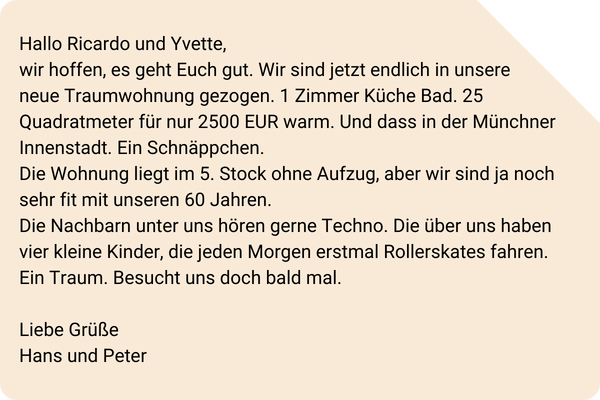 Hallo Ricardo und Yvette,
wir hoffen, es geht Euch gut. Wir sind jetzt endlich in unsere
neue Traumwohnung gezogen. 1 Zimmer Küche Bad. 25
Quadratmeter für nur 2500 EUR warm. Und dass in der Münchner
Innenstadt. Ein Schnäppchen.
Die Wohnung liegt im 5. Stock ohne Aufzug, aber wir sind ja noch
sehr fit mit unseren 60 Jahren.
Die Nachbarn unter uns hören gerne Techno. Die über uns haben
vier kleine Kinder, die jeden Morgen erstmal Rollerskates fahren.
Ein Traum. Besucht uns doch bald mal.

Liebe Grüße
Hans und Peter